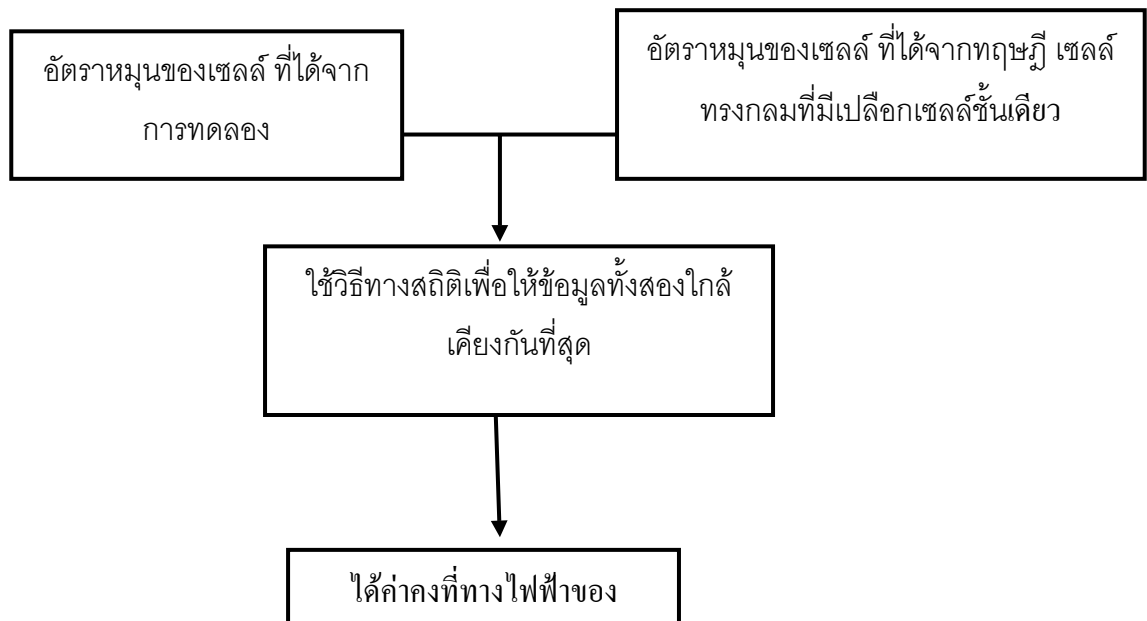 อัตราหมุนของเซลล์ ที่ได้จาก
การทดลอง
อัตราหมุนของเซลล์ ที่ได้จากทฤษฎี เซลล์
ทรงกลมที่มีเปลือกเซลล์ชั้นเดียว
ใช้วิธีทางสถิติเพื่อให้ข้อมูลทั้งสองใกล้
เคียงกันที่สุด
ได้ค่าคงที่ทางไฟฟ้าของ